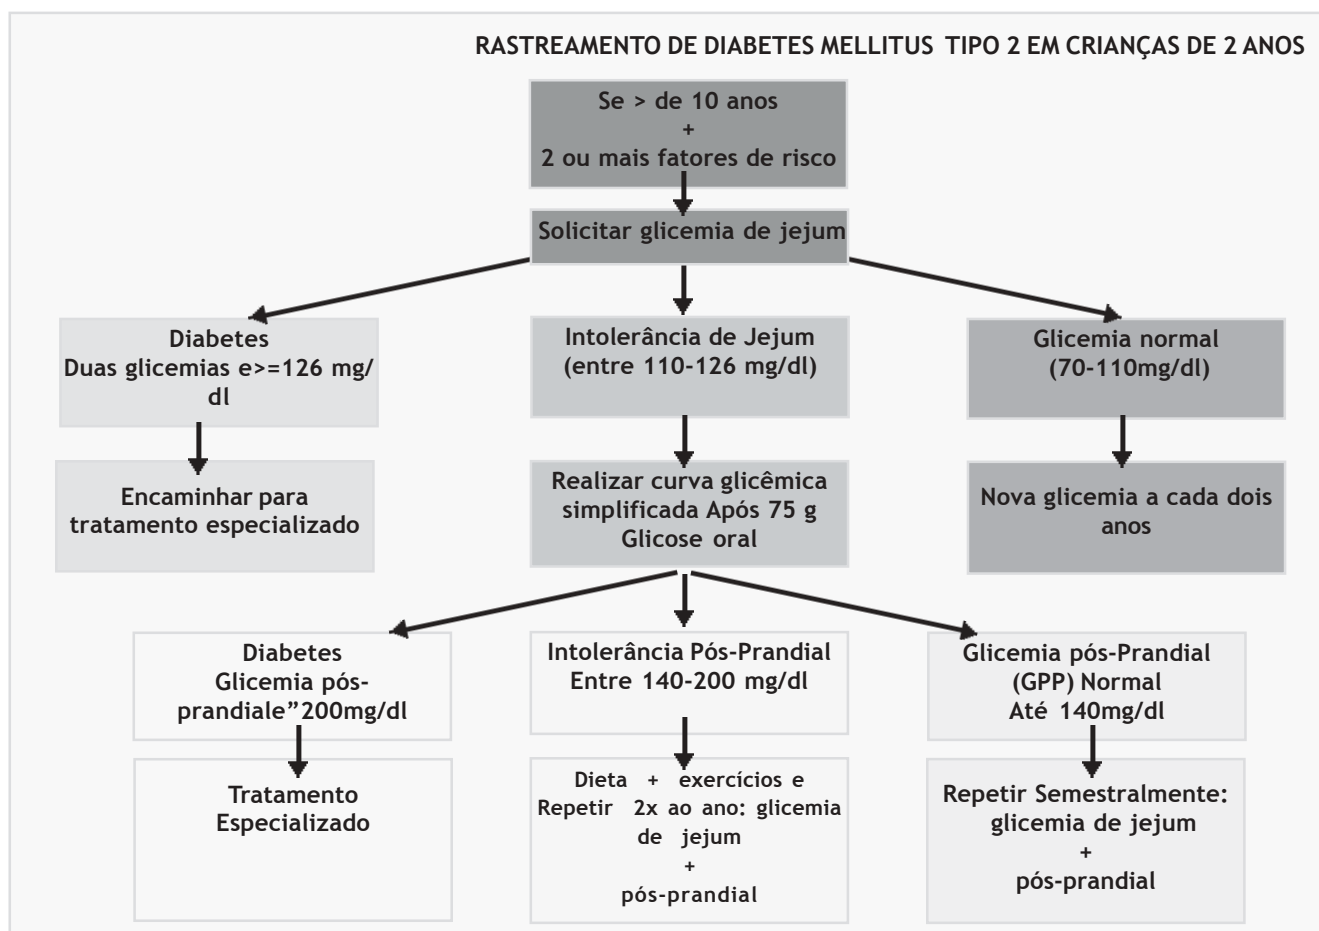 RASTREAMENTO DE DIABETES MELLITUS TIPO 2 EM CRIANÇAS DE 2 ANOS
Se > de 10 anos
+
2 ou mais fatores de risco
Solicitar glicemia de jejum
Diabetes
Duas glicemias e>=126 mg/
dl
Intolerância de Jejum
(entre 110-126 mg/dl)
Glicemia normal
(70-110mg/dl)
Encaminhar para
tratamento especializado
Realizar curva glicêmica
simplificada Após 75 g
Glicose oral
Nova glicemia a cada dois
anos
Diabetes
Glicemia pós-
prandiale”200mg/dl
Intolerância Pós-Prandial
Entre 140-200 mg/dl
Glicemia pós-Prandial
(GPP) Normal
Até 140mg/dl
Tratamento
Especializado
Dieta + exercícios e
Repetir 2x ao ano: glicemia
de jejum
+
pós-prandial
Repetir Semestralmente:
glicemia de jejum
+
pós-prandial